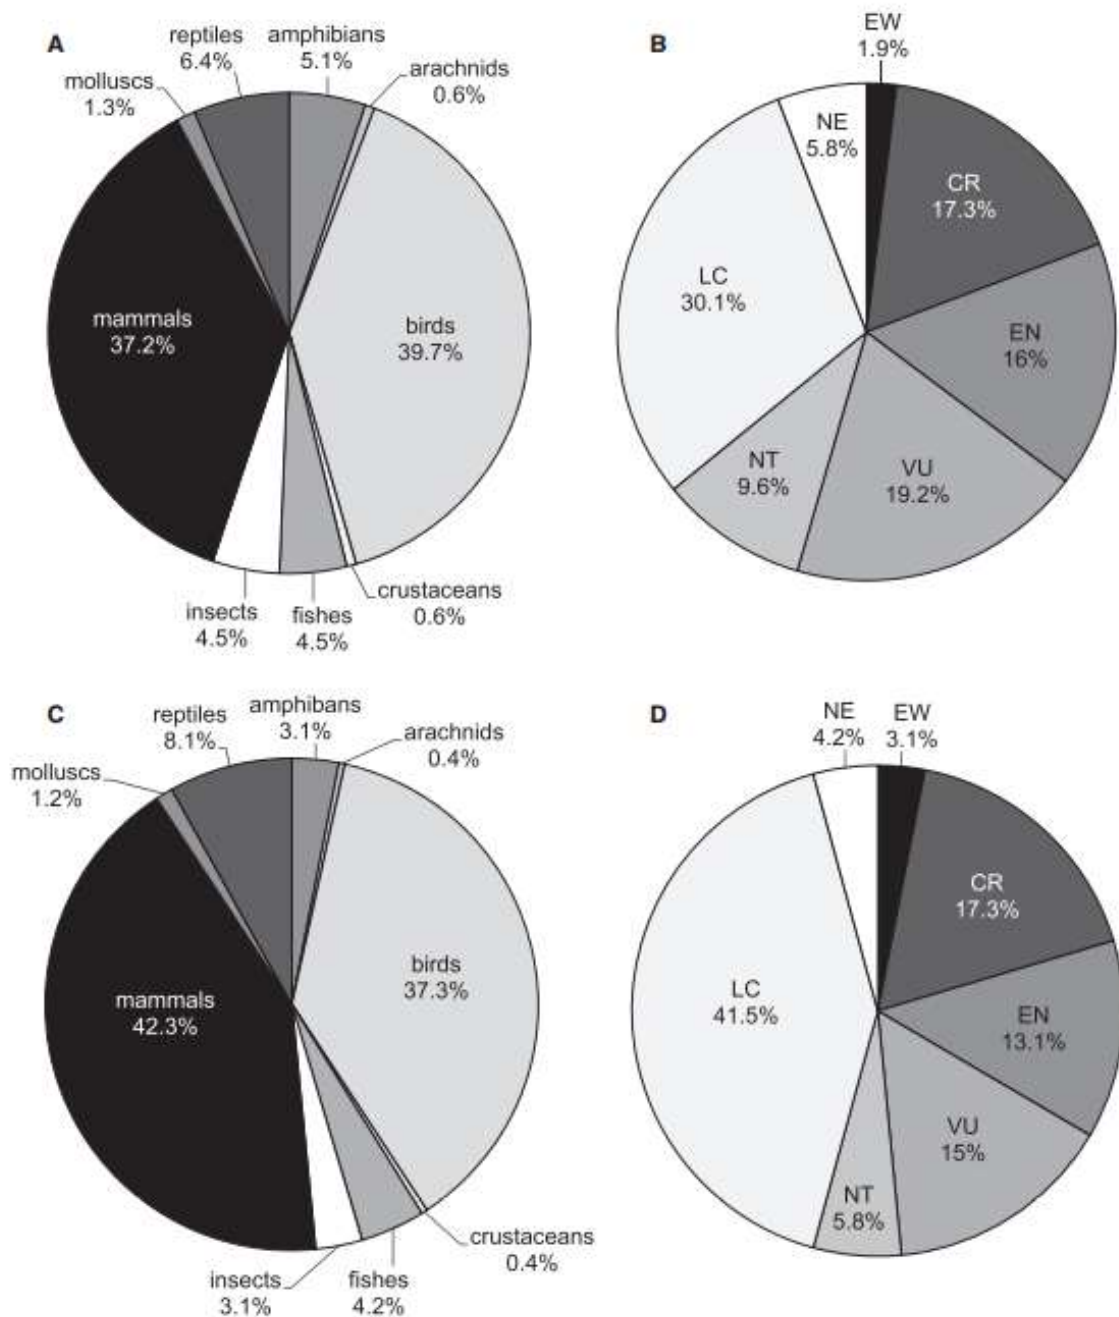 A
reptiles
6.4%
amphibians
5.1%
arachnids
0.6%
molluscs
1.3%
mammals
37.2%
birds
39.7%
insects
4.5%
fishes
4.5%
crustaceans
0.6%
B
EW
1.9%
NE
5.8%
CR
17.3%
LC
30.1%
EN
16%
NT
9.6%
VU
19.2%
C
reptiles
8.1%
amphibans
3.1%
arachnids
0.4%
molluscs
1.2%
mammals
42.3%
birds
37.3%
insects
3.1%
fishes
4.2%
crustaceans
0.4%
D
NE
4.2%
EW
3.1%
CR
17.3%
LC
41.5%
EN
13.1%
VU
15%
NT
5.8%